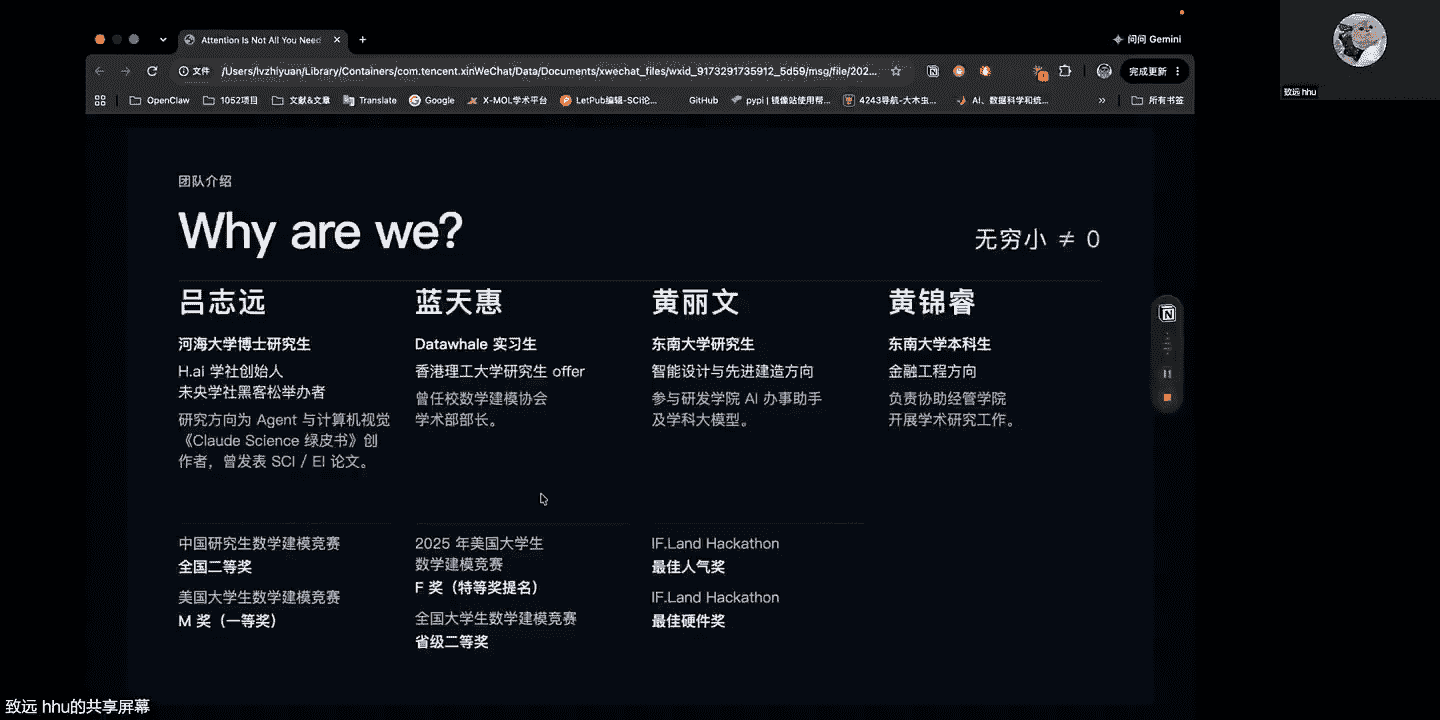 Attention Is Not All You Need
问问 Gemini
文件
/Users/lvzhiyuan/Library/Containers/com.tencent.xinWeChat/Data/Documents/xwechat_files/wxid_9173291735912_5d59/msg/file/202...
完成更新
OpenClaw
1052项目
文献&文章
Translate
Google
X-MOL学术平台
LetPub编辑-SCI论...
GitHub
pypi | 镜像站使用帮...
4243导航-大木虫...
AI、数据科学和统...
»
所有书签
致远 hhu
团队介绍
Why are we?
无穷小 ≠ 0
吕志远
河海大学博士研究生
H.ai 学社创始人
未央学社黑客松举办者
研究方向为 Agent 与计算机视觉
《Claude Science 绿皮书》创
作者，曾发表 SCI / EI 论文。
中国研究生数学建模竞赛
全国二等奖
美国大学生数学建模竞赛
M 奖（一等奖）
蓝天惠
Datawhale 实习生
香港理工大学研究生 offer
曾任校数学建模协会
学术部部长。
2025 年美国大学生
数学建模竞赛
F 奖（特等奖提名）
全国大学生数学建模竞赛
省级二等奖
黄丽文
东南大学研究生
智能设计与先进建造方向
参与研发学院 AI 办事助手
及学科大模型。
IF.Land Hackathon
最佳人气奖
IF.Land Hackathon
最佳硬件奖
黄锦睿
东南大学本科生
金融工程方向
负责协助经管学院
开展学术研究工作。
致远 hhu的共享屏幕